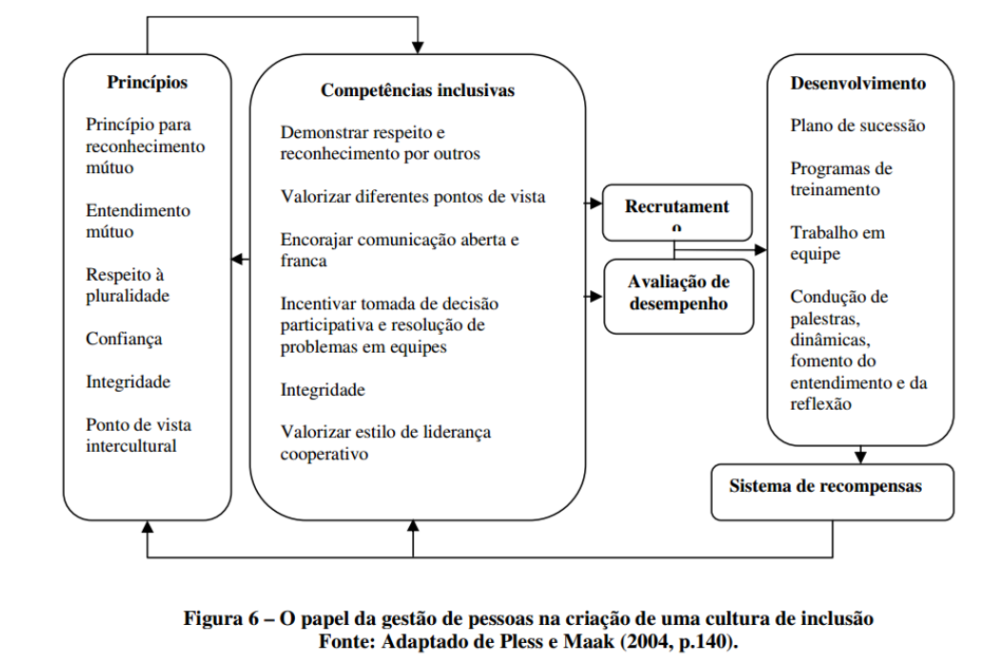 Princípios
Princípio para
reconhecimento
mútuo
Entendimento
mútuo
Respeito à
pluralidade
Confiança
Integridade
Ponto de vista
intercultural
Competências inclusivas
Demonstrar respeito e
reconhecimento por outros
Valorizar diferentes pontos de vista
Encorajar comunicação aberta e
franca
Incentivar tomada de decisão
participativa e resolução de
problemas em equipes
Integridade
Valorizar estilo de liderança
cooperativo
Recrutament
o
Avaliação de
desempenho
Desenvolvimento
Plano de sucessão
Programas de
treinamento
Trabalho em
equipe
Condução de
palestras,
dinâmicas,
fomento do
entendimento e da
reflexão
Sistema de recompensas
Figura 6 – O papel da gestão de pessoas na criação de uma cultura de inclusão
Fonte: Adaptado de Pless e Maak (2004, p.140).